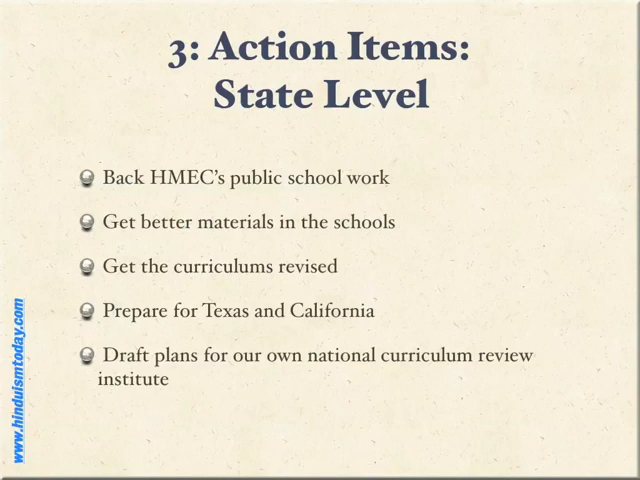 3: Action Items:
State Level
Back HMEC's public school work
Get better materials in the schools
Get the curriculums revised
Prepare for Texas and California
Draft plans for our own national curriculum review
institute
www.hinduismtoday.com